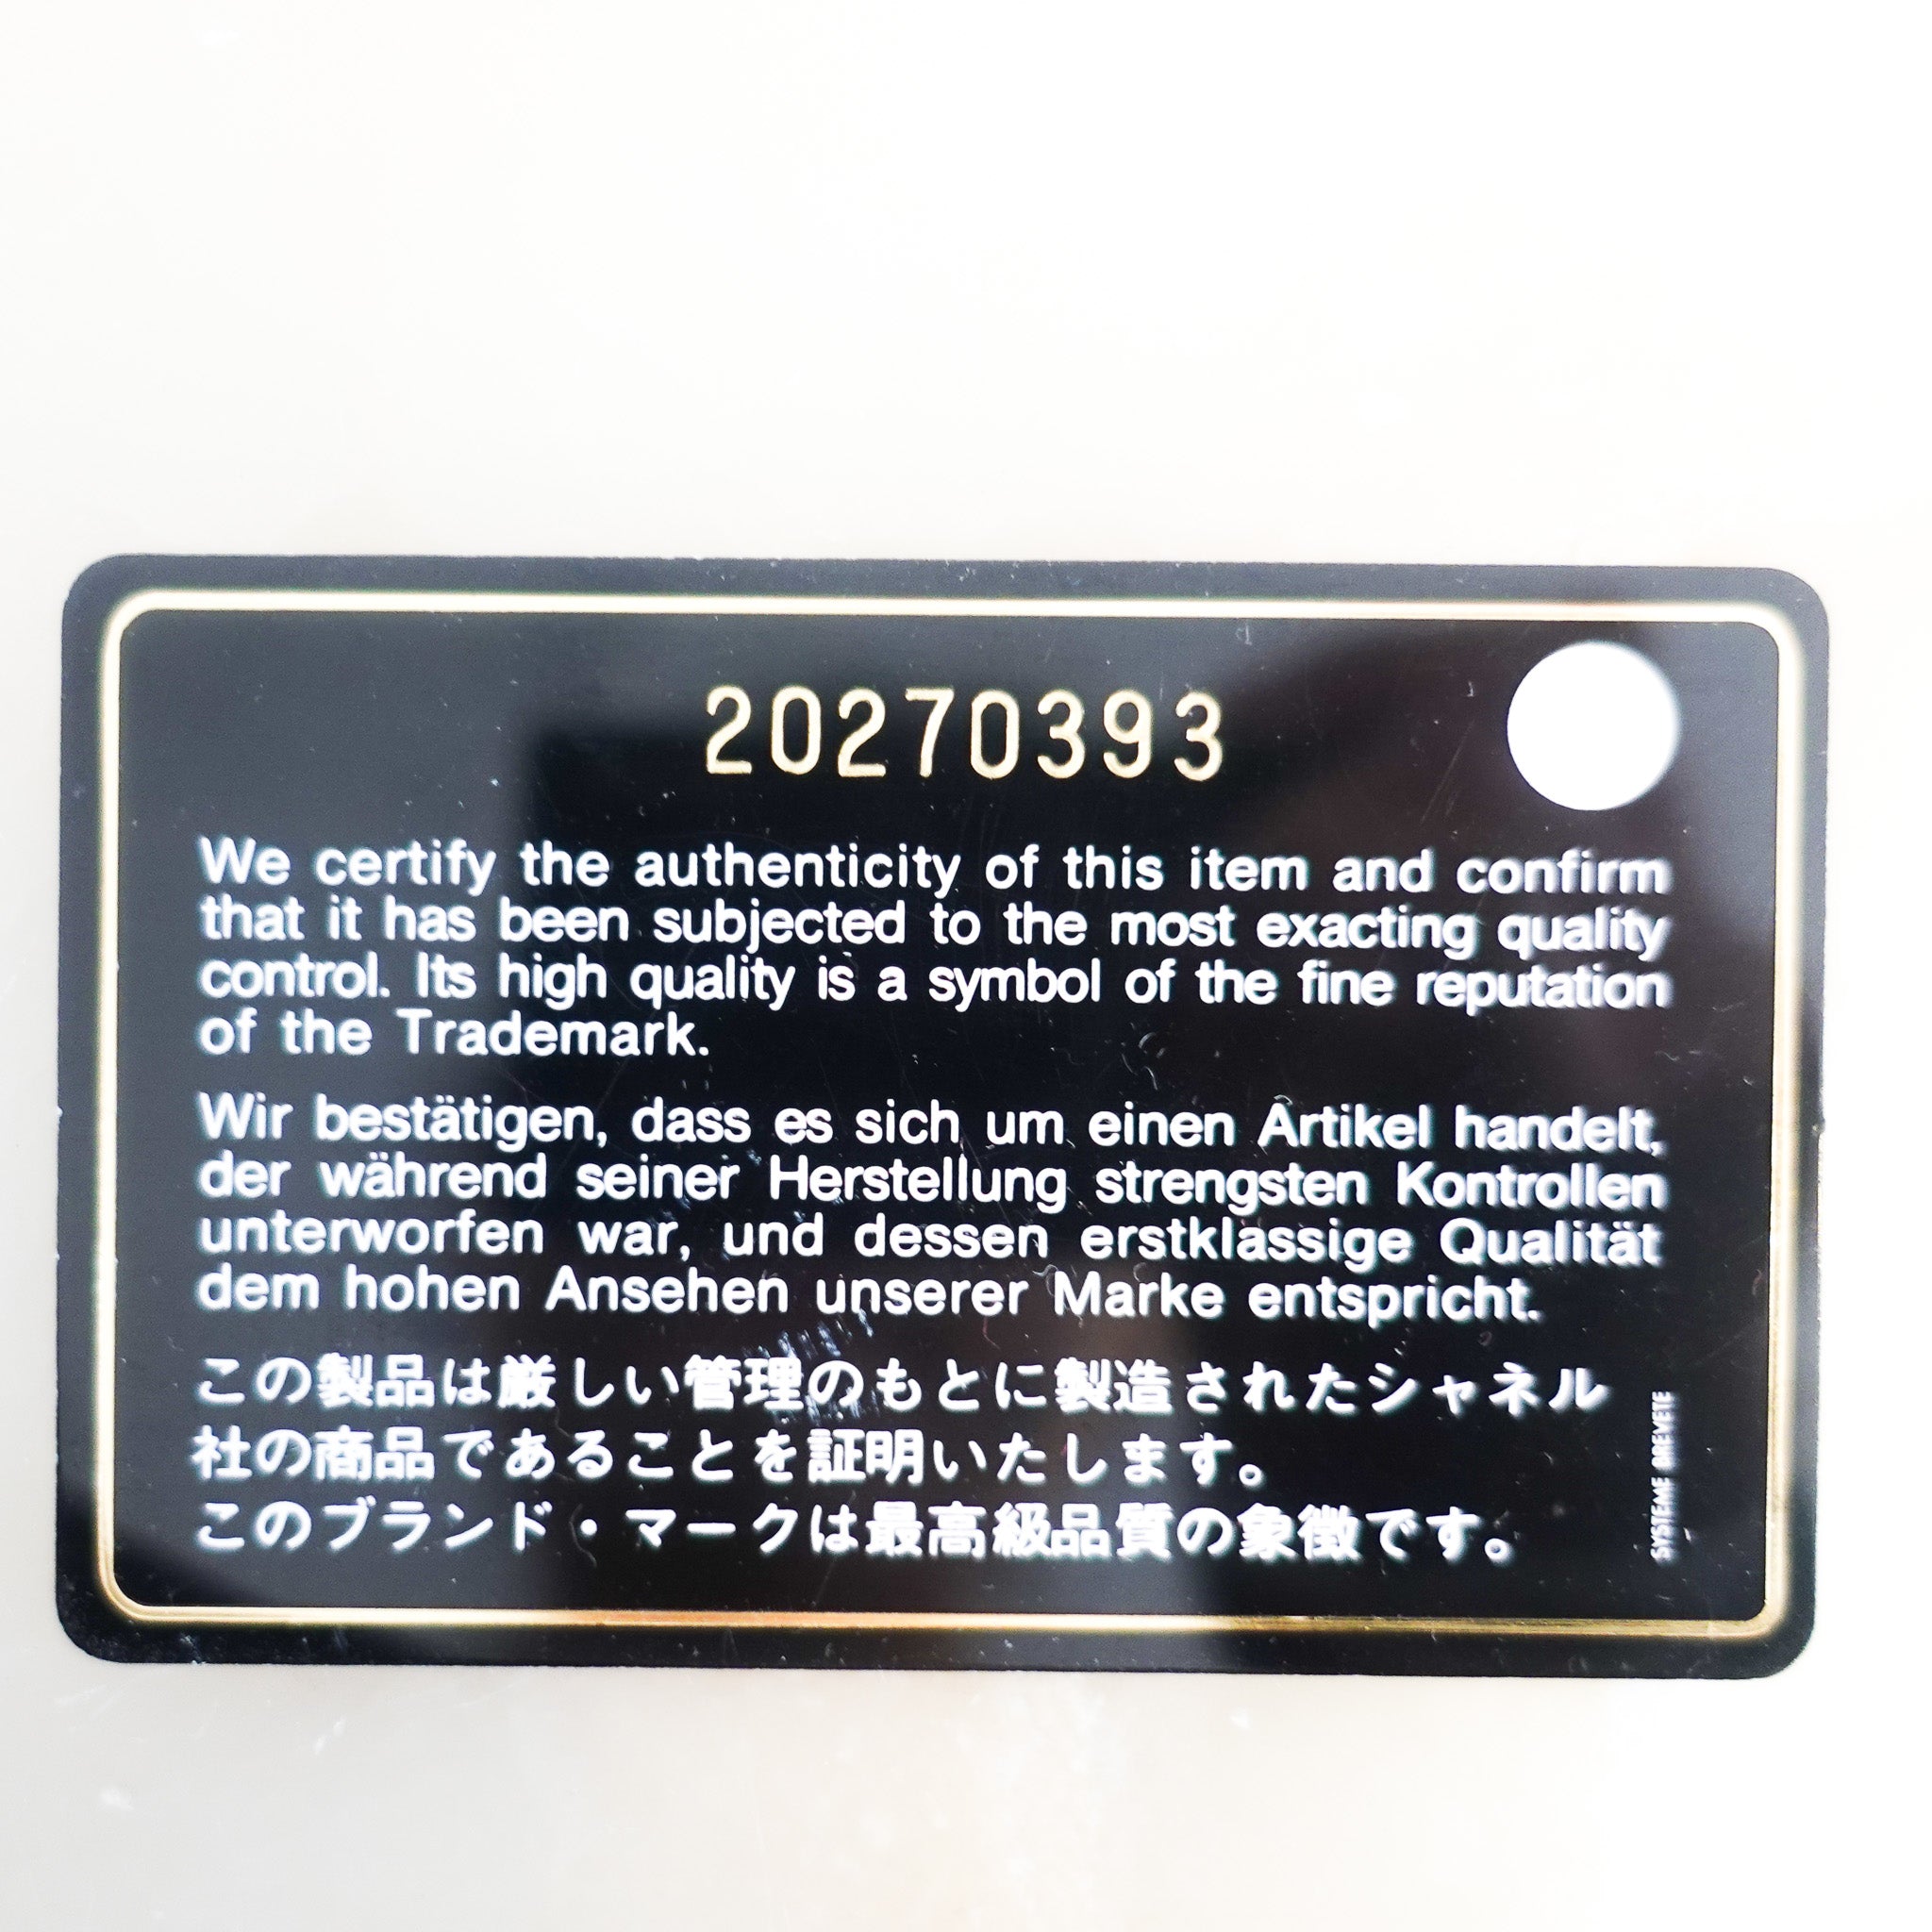 20270393
We certify the authenticity of this item and confirm
that it has been subjected to the most exacting quality
control. Its high quality is a symbol of the fine reputation
of the Trademark.
Wir bestätigen, dass es sich um einen Artikel handelt,
der während seiner Herstellung strengsten Kontrollen
unterworfen war, und dessen erstklassige Qualität
dem hohen Ansehen unserer Marke entspricht.
この製品は厳しい管理のもとに製造されたシャネル
社の商品であることを証明いたします。
このブランド・マークは最高級品質の象徴です。
SYSTEME BREVETE